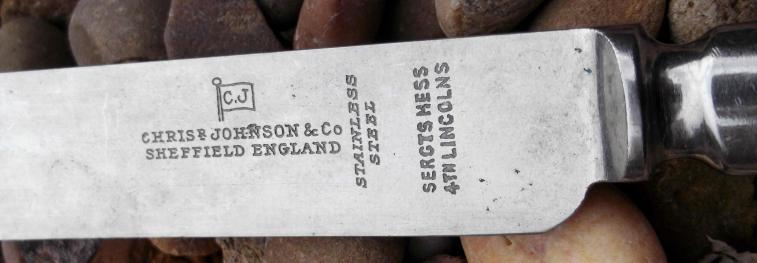 C.J
CHRISR JOHNSON & Co
SHEFFIELD ENGLAND
STAINLESS
STEEL
SERGTS MESS
4TH LINCOLNS